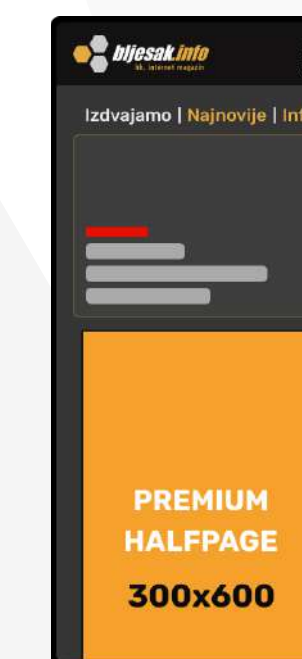 bljesak.info
bh. internet magazin
Izdvajamo | Najnovije | Inf
PREMIUM
HALFPAGE
300x600